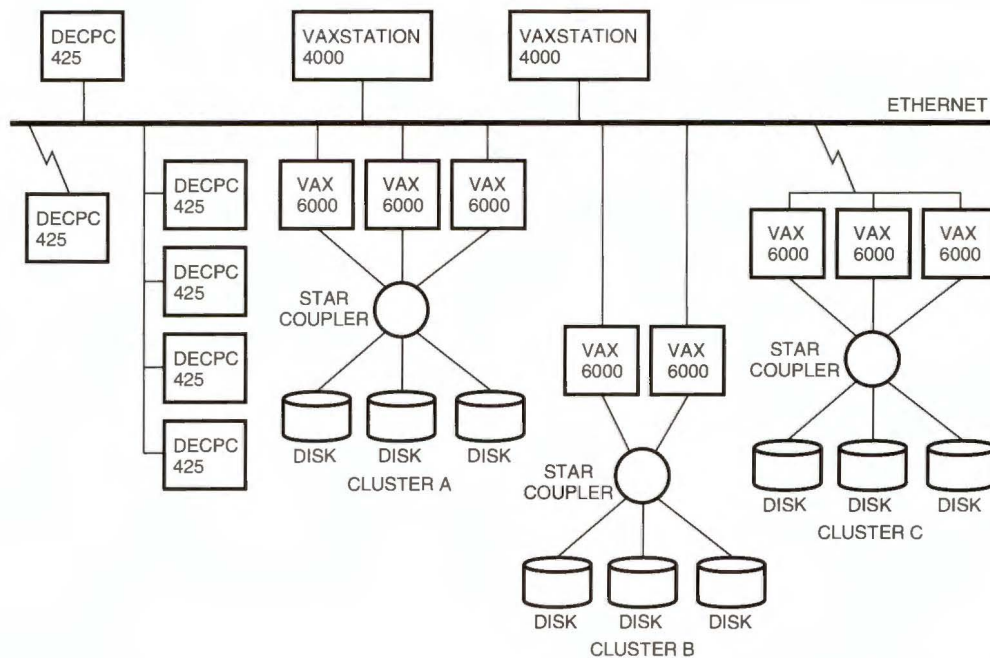 DECPC
425
VAXSTATION
4000
VAXSTATION
4000
ETHERNET
DECPC
425
DECPC
425
DECPC
425
DECPC
425
DECPC
425
VAX
6000
VAX
6000
VAX
6000
STAR
COUPLER
DISK
DISK
DISK
CLUSTER A
VAX
6000
VAX
6000
STAR
COUPLER
DISK
DISK
DISK
CLUSTER B
VAX
6000
VAX
6000
VAX
6000
STAR
COUPLER
DISK
DISK
DISK
CLUSTER C